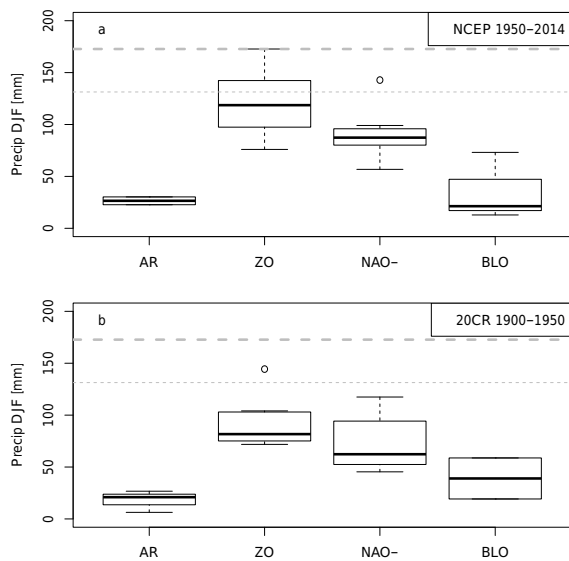 a
NCEP 1950–2014
Precip DJF [mm]
200
150
100
50
0
AR ZO NAO− BLO
b
20CR 1900–1950
Precip DJF [mm]
200
150
100
50
0
AR ZO NAO− BLO